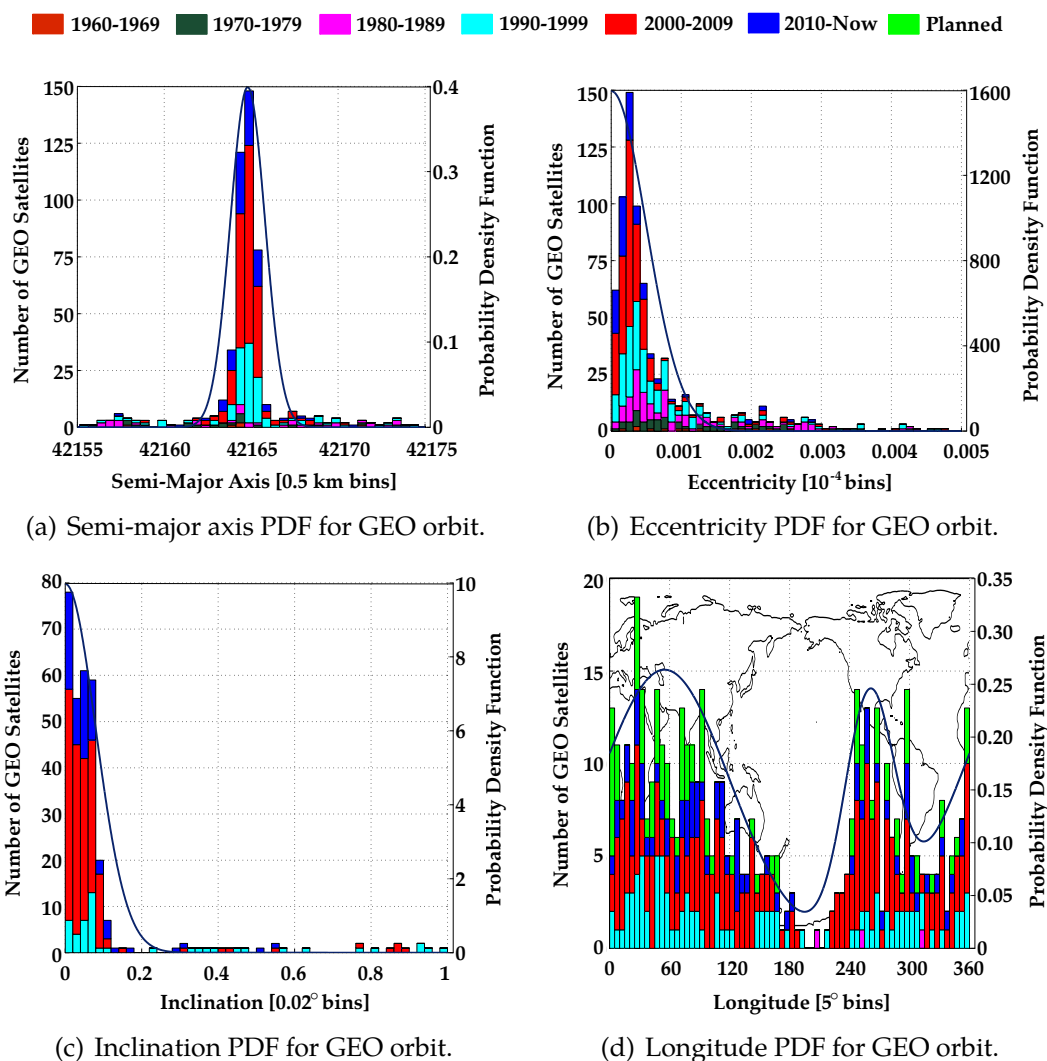 1960-1969 1970-1979 1980-1989 1990-1999 2000-2009 2010-Now Planned
150
125
100
75
50
25
0
Number of GEO Satellites
0.4
0.3
0.2
0.1
0
Probability Density Function
42155 42160 42165 42170 42175
Semi-Major Axis [0.5 km bins]
(a) Semi-major axis PDF for GEO orbit.
150
125
100
75
50
25
0
Number of GEO Satellites
1600
1200
800
400
0
Probability Density Function
0 0.001 0.002 0.003 0.004 0.005
Eccentricity [10⁻⁴ bins]
(b) Eccentricity PDF for GEO orbit.
80
70
60
50
40
30
20
10
0
Number of GEO Satellites
10
8
6
4
2
0
Probability Density Function
0 0.2 0.4 0.6 0.8 1
Inclination [0.02° bins]
(c) Inclination PDF for GEO orbit.
20
15
10
5
0
Number of GEO Satellites
0.35
0.30
0.25
0.20
0.15
0.10
0.05
0
Probability Density Function
0 60 120 180 240 300 360
Longitude [5° bins]
(d) Longitude PDF for GEO orbit.